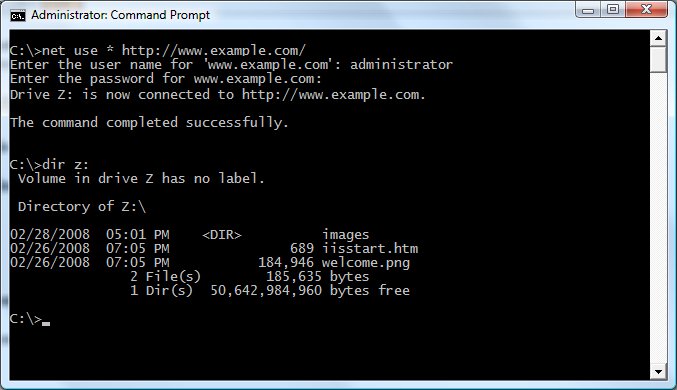 Administrator: Command Prompt
C:\>net use * http://www.example.com/
Enter the user name for 'www.example.com': administrator
Enter the password for www.example.com:
Drive Z: is now connected to http://www.example.com.
The command completed successfully.
C:\>dir z:
Volume in drive Z has no label.
Directory of Z:\
02/28/2008  05:01 PM    <DIR>          images
02/26/2008  07:05 PM               689 iisstart.htm
02/26/2008  07:05 PM           184,946 welcome.png
2 File(s)        185,635 bytes
1 Dir(s)  50,642,984,960 bytes free
C:\>_